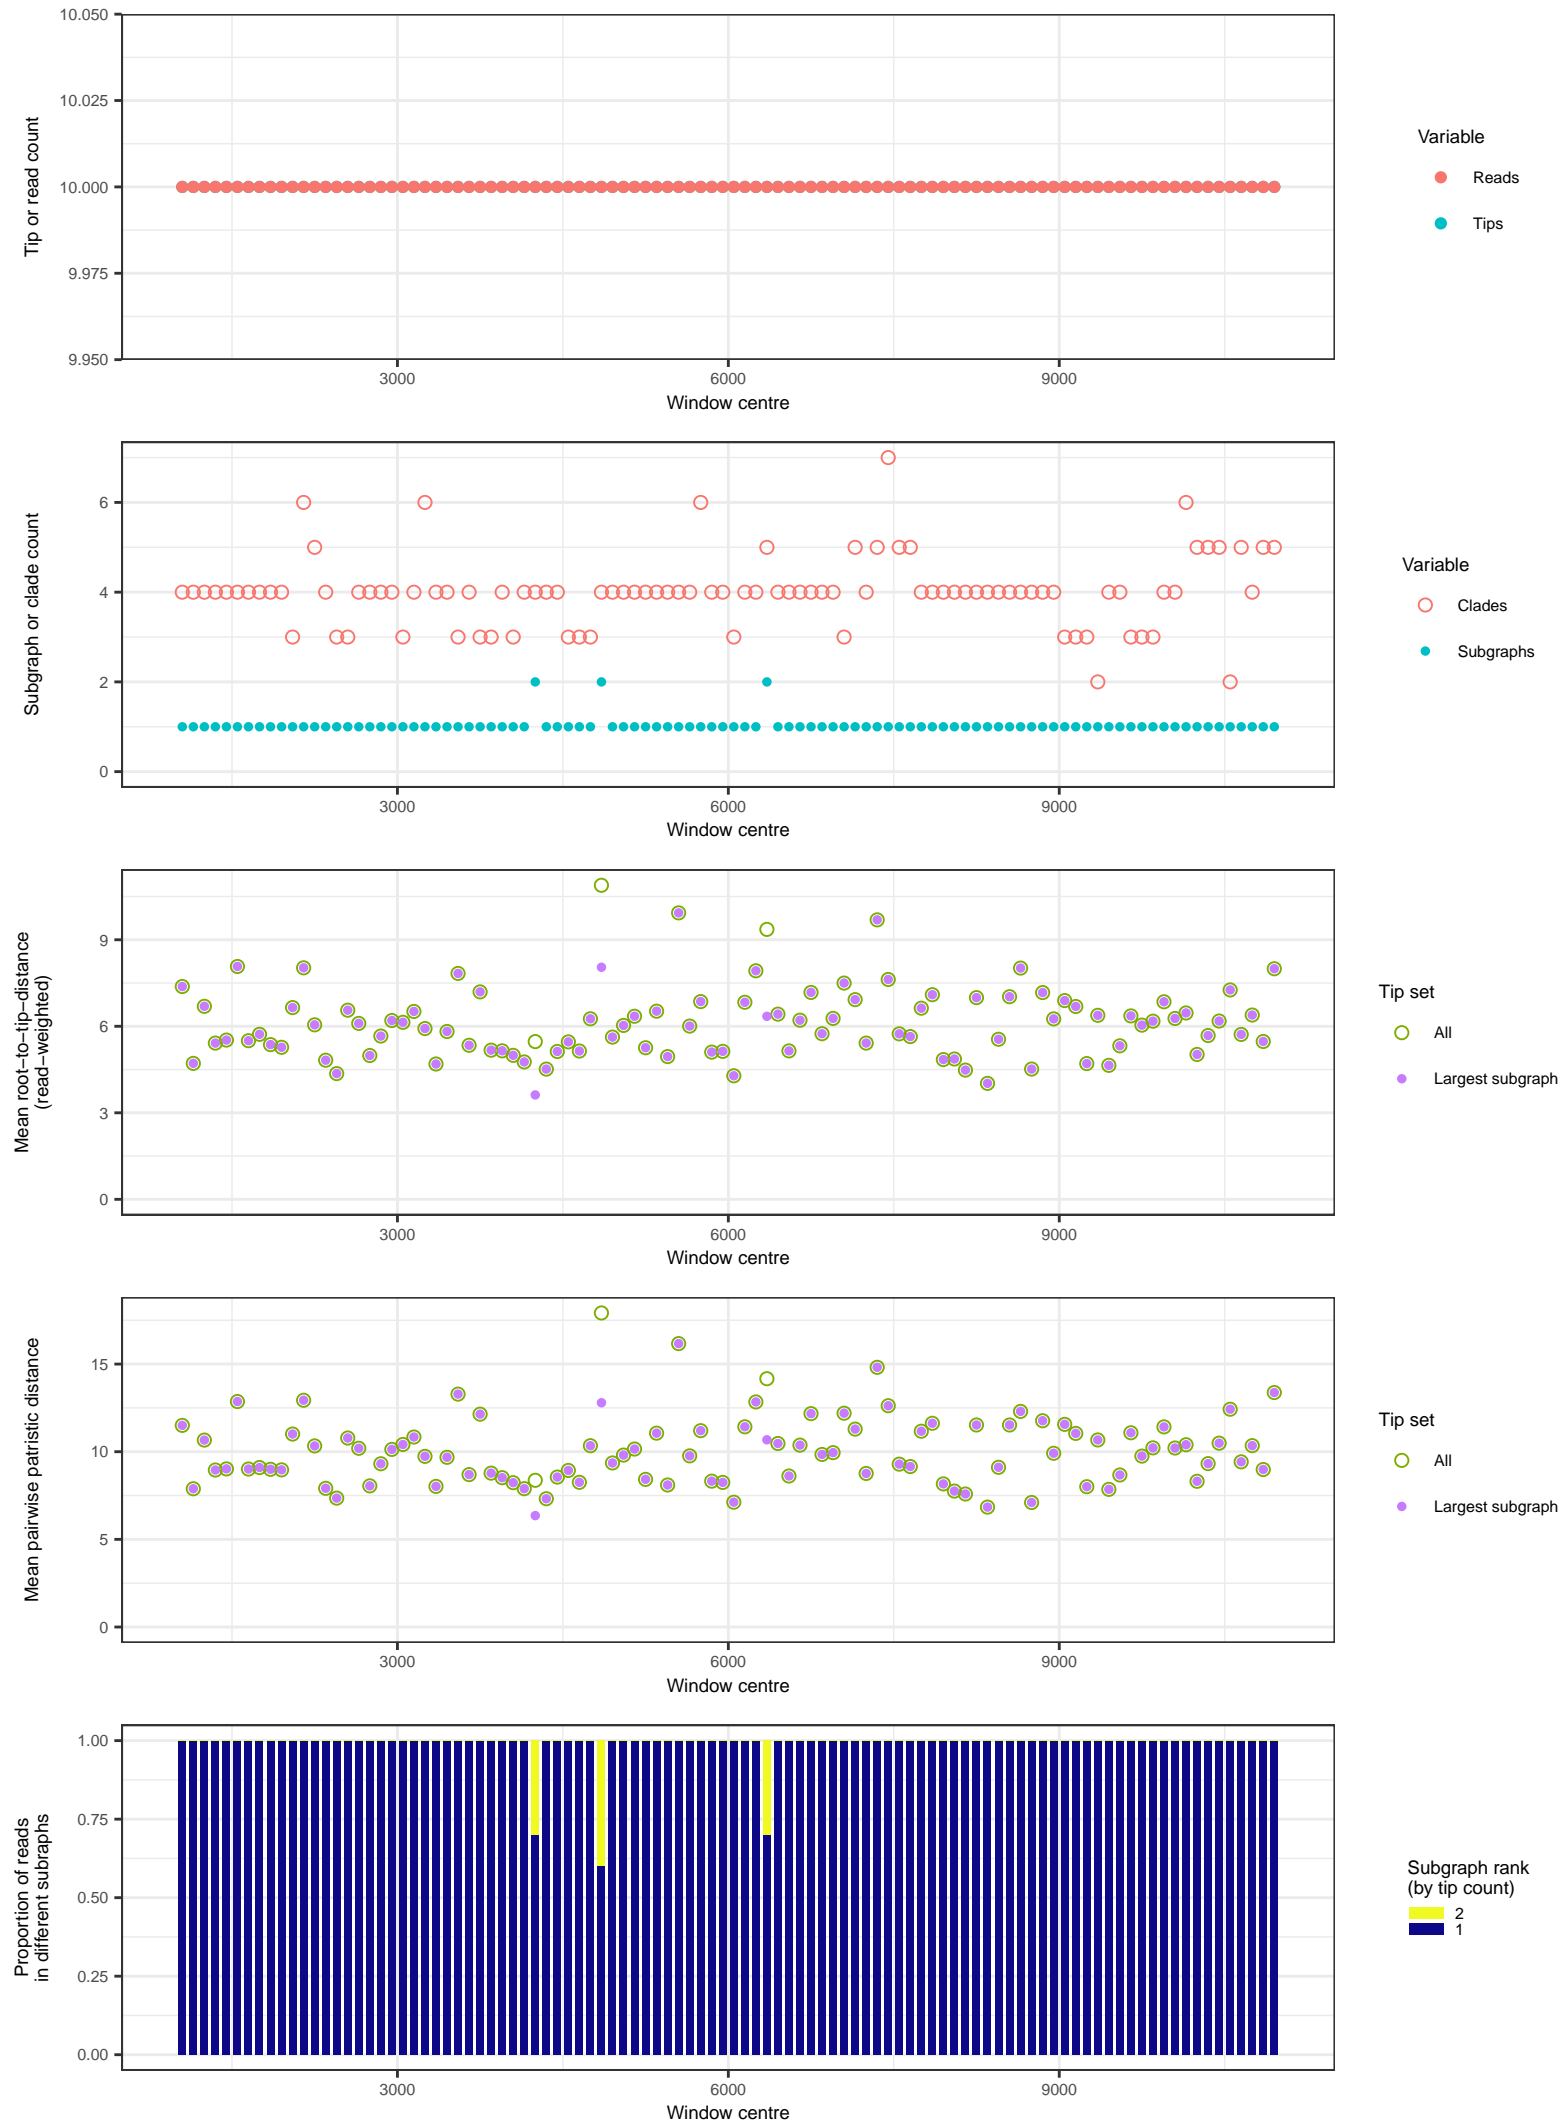 10.050
10.025
10.000
9.975
9.950
Tip or read count
3000
6000
9000
Window centre
Variable
Reads
Tips
6
4
2
0
Subgraph or clade count
3000
6000
9000
Window centre
Variable
Clades
Subgraphs
9
6
3
0
Mean root−to−tip−distance
(read−weighted)
3000
6000
9000
Window centre
Tip set
All
Largest subgraph
15
10
5
0
Mean pairwise patristic distance
3000
6000
9000
Window centre
Tip set
All
Largest subgraph
1.00
0.75
0.50
0.25
0.00
Proportion of reads
in different subraphs
3000
6000
9000
Window centre
Subgraph rank
(by tip count)
2
1